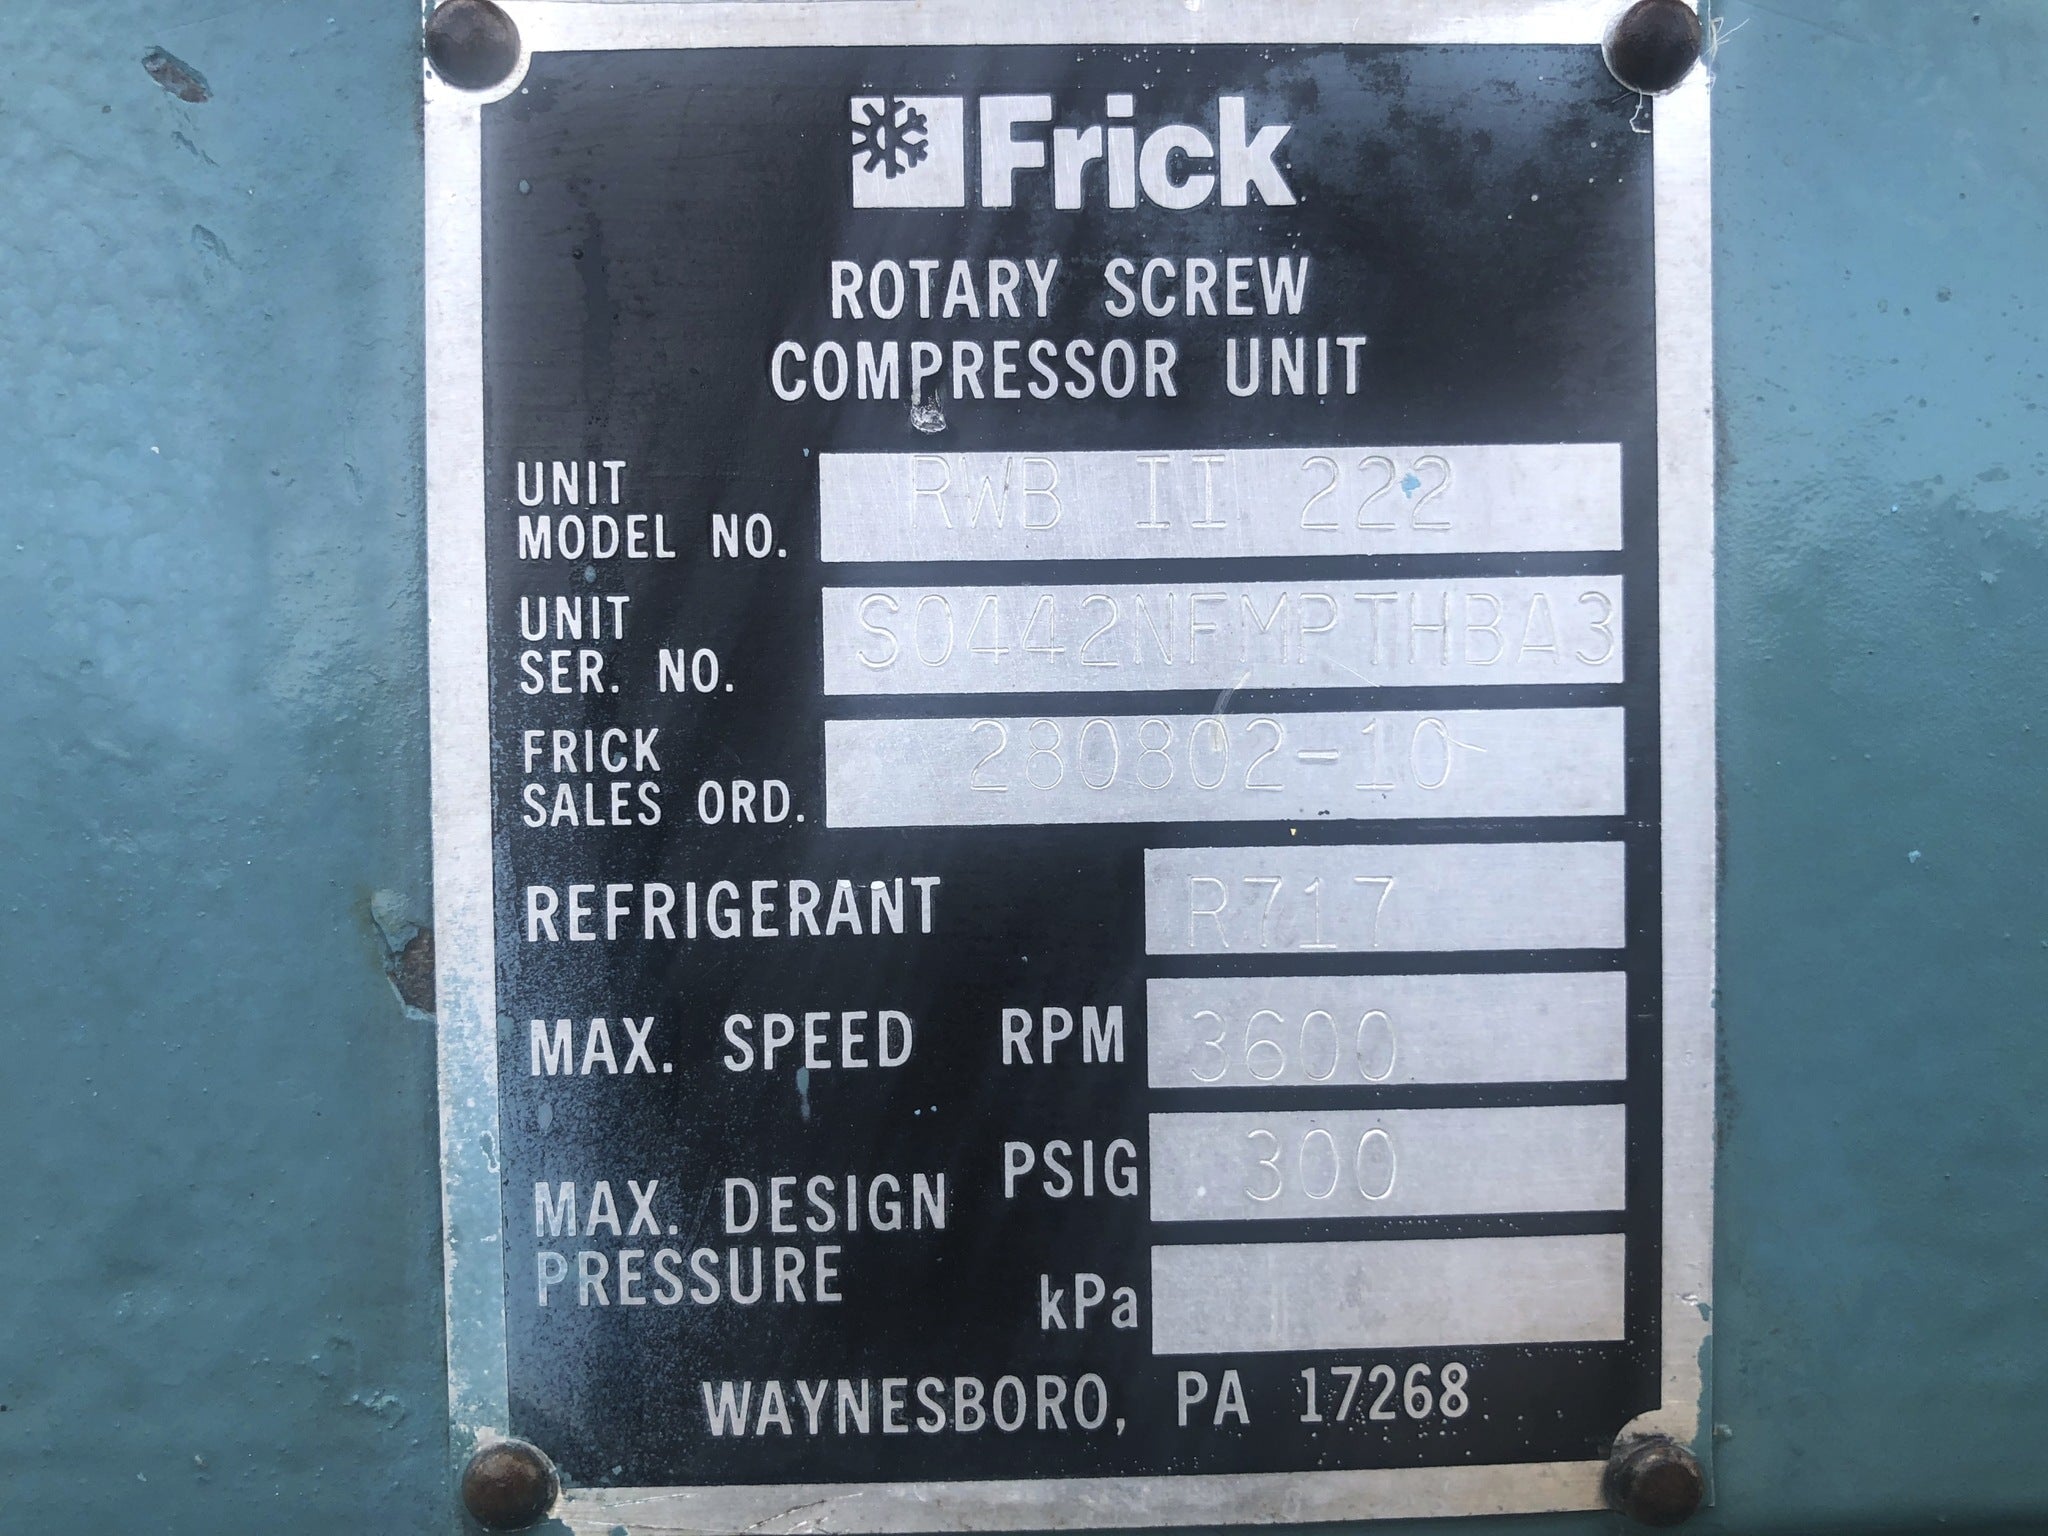 Frick
ROTARY SCREW
COMPRESSOR UNIT
UNIT
MODEL NO. RWB II 222
UNIT
SER. NO. S0442NFMPTHBA3
FRICK
SALES ORD. 280802-10
REFRIGERANT R717
MAX. SPEED RPM 3600
MAX. DESIGN
PRESSURE
PSIG 300
kPa
WAYNESBORO, PA 17268